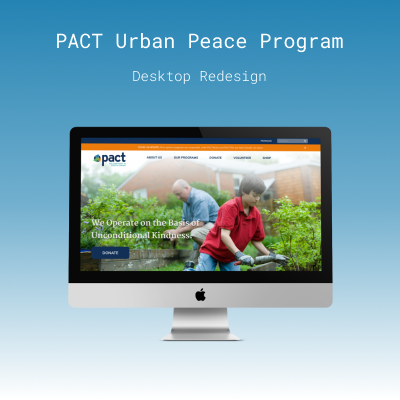 PACT Urban Peace Program
Desktop Redesign
pact
ABOUT US
OUR PROGRAMS
DONATE
VOLUNTEER
SHOP
We Operate on the Basis of
Unconditional Kindness.
DONATE